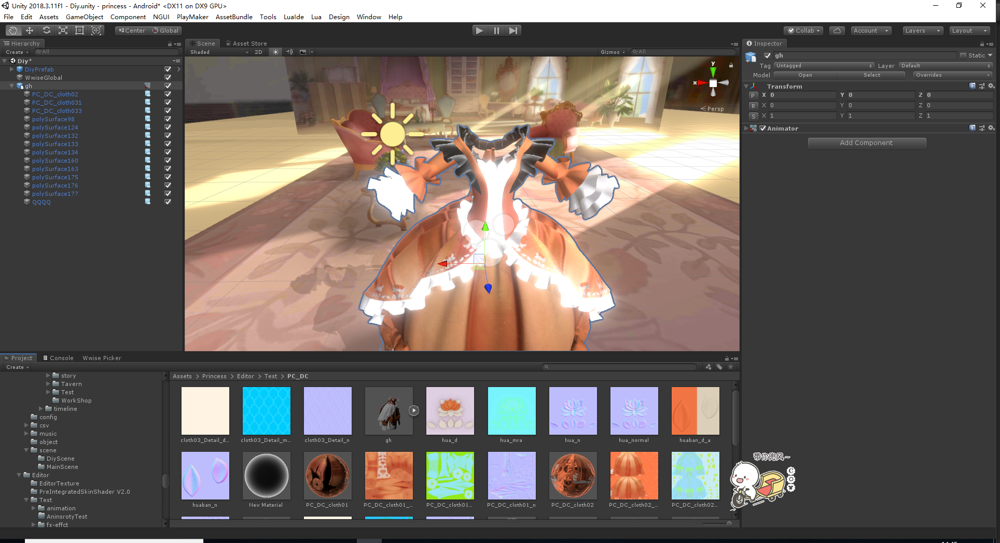 Unity 2018.3.11f1 - Diy.unity - princess - Android* <DX11 on DX9 GPU>
File Edit Assets GameObject Component NGUI PlayMaker AssetBundle Tools LuaIde Lua Design Window Help
Center Global Collab Account Layers Layout
Hierarchy
Create All
Diy*
DiyPrefab
WwiseGlobal
gh
PC_DC_cloth02
PC_DC_cloth031
PC_DC_cloth033
polySurface98
polySurface124
polySurface132
polySurface133
polySurface134
polySurface160
polySurface163
polySurface175
polySurface176
polySurface177
QQQQ
Scene Asset Store
Shaded 2D Gizmos All
y
x
Persp
Inspector
gh Static
Tag Untagged Layer Default
Model Open Select Overrides
Transform
P X 0 Y 0 Z 0
R X 0 Y 0 Z 0
S X 1 Y 1 Z 1
Animator
Add Component
Project Console Wwise Picker
Create
story
Tavern
Test
WorkShop
timeline
config
csv
music
object
scene
DiyScene
MainScene
Editor
EditorTexture
PreIntegratedSkinShader V2.0
Test
animation
AninsrotyTest
fx-effct
Assets > Princess > Editor > Test > PC_DC
cloth03_Detail_d... cloth03_Detail_m... cloth03_Detail_n gh hua_d hua_mra hua_n hua_normal huaban_d_a
huaban_n New Material PC_DC_cloth01 PC_DC_cloth01_... PC_DC_cloth01... PC_DC_cloth01_n PC_DC_cloth02 PC_DC_cloth02_... PC_DC_cloth02...
带你兜风~